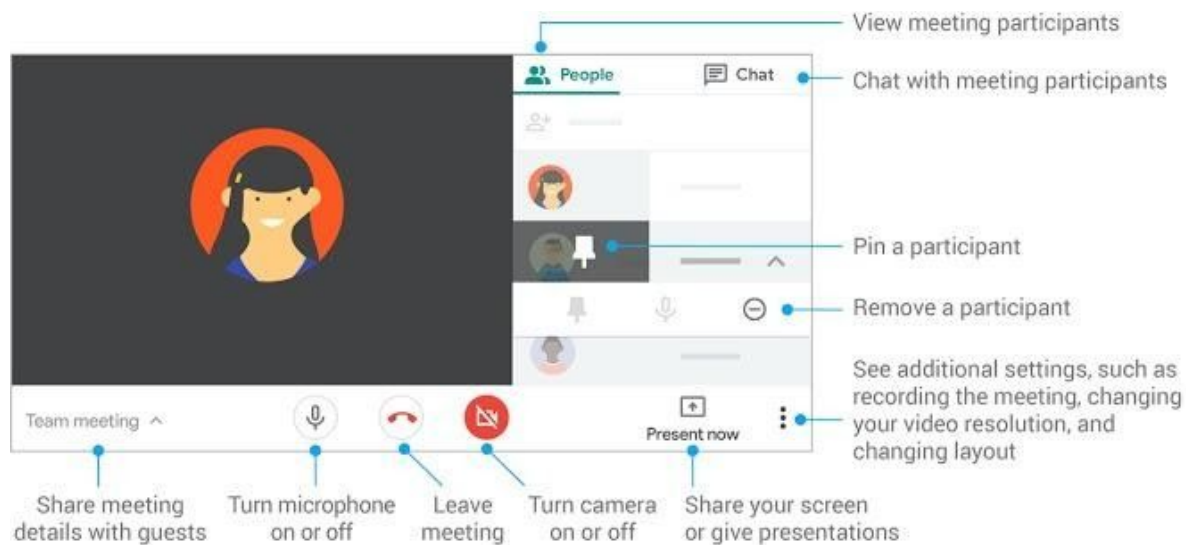 View meeting participants
People
Chat
Chat with meeting participants
Pin a participant
Remove a participant
See additional settings, such as
recording the meeting, changing
your video resolution, and
changing layout
Team meeting
Present now
Share meeting
details with guests
Turn microphone
on or off
Leave
meeting
Turn camera
on or off
Share your screen
or give presentations